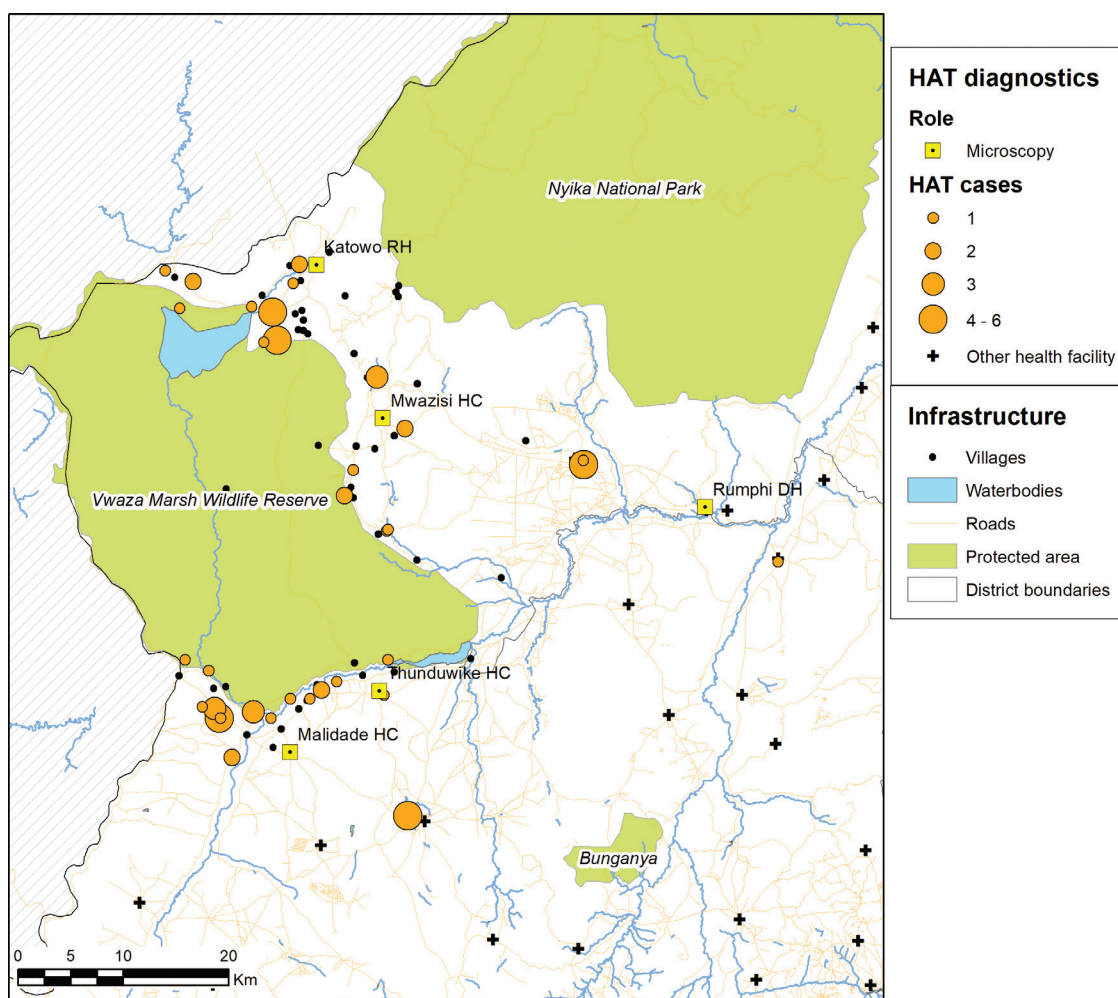 Nyika National Park
Katowo RH
Mwazisi HC
Vwaza Marsh Wildlife Reserve
Rumphi DH
Thunduwike HC
Malidade HC
Bunganya
0 5 10 20
Km
HAT diagnostics
Role
Microscopy
HAT cases
1
2
3
4 - 6
Other health facility
Infrastructure
Villages
Waterbodies
Roads
Protected area
District boundaries